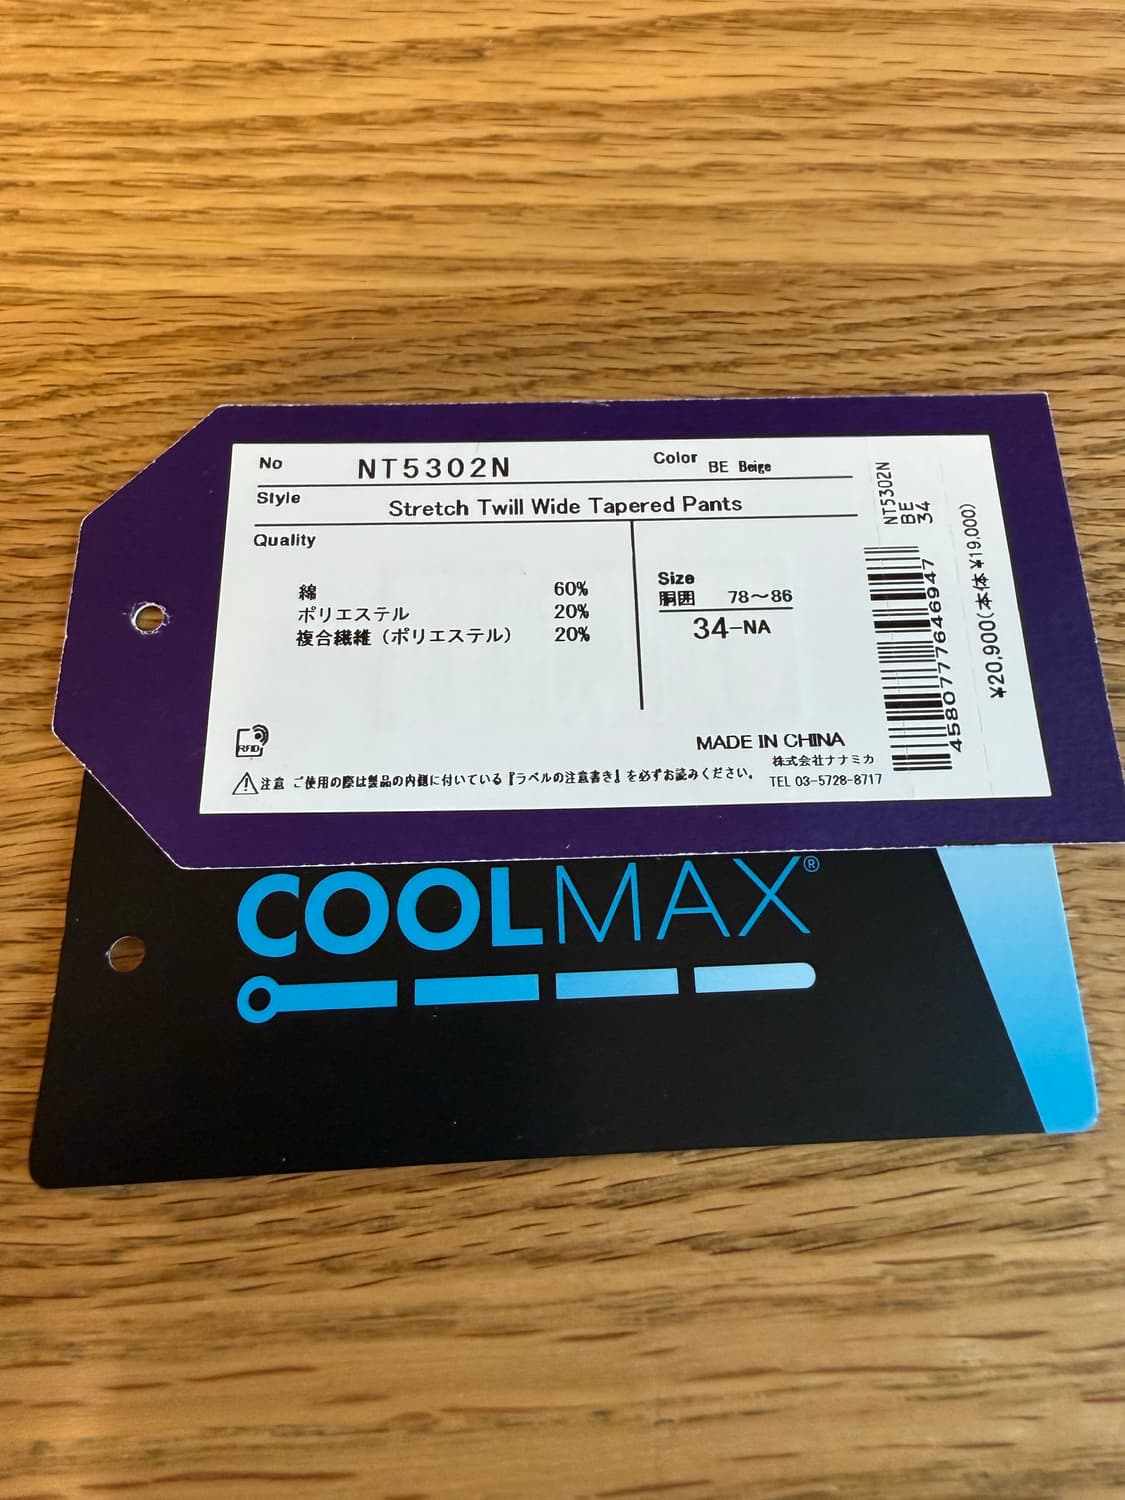 No NT5302N Color BE Beige
Style Stretch Twill Wide Tapered Pants
Quality
綿 60%
ポリエステル 20%
複合繊維(ポリエステル) 20%
Size
胴囲 78〜86
34-NA
RFID
MADE IN CHINA
株式会社ナナミカ
⚠注意 ご使用の際は製品の内側に付いている『ラベルの注意書き』を必ずお読みください。
TEL 03-5728-8717
NT5302N
BE
34
4580777646947
¥20,900(本体 ¥19,000)
COOLMAX®